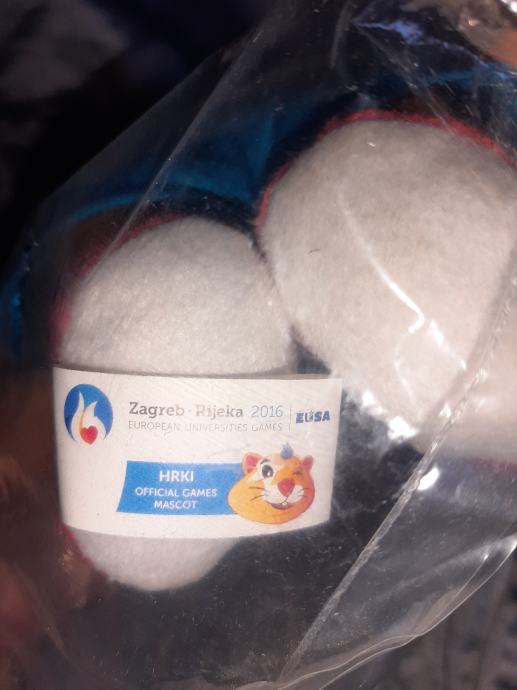 Zagreb · Rijeka 2016
EUROPEAN UNIVERSITIES GAMES
EUSA
HRKI
OFFICIAL GAMES
MASCOT